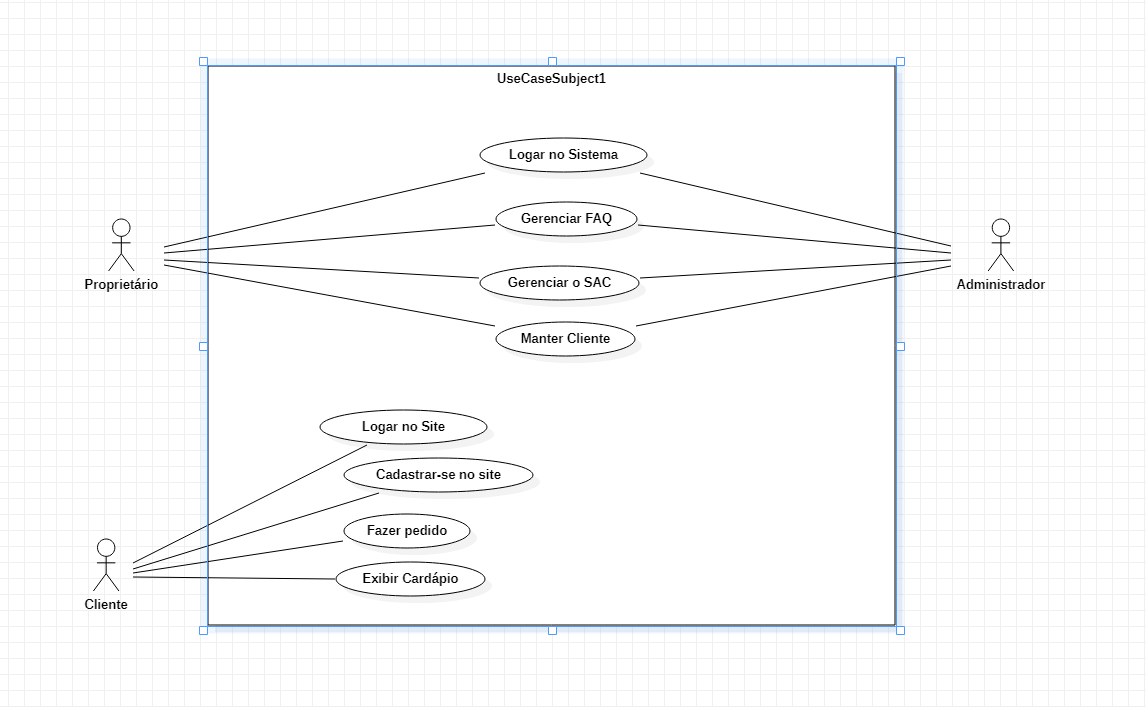 UseCaseSubject1
Logar no Sistema
Gerenciar FAQ
Gerenciar o SAC
Manter Cliente
Proprietário
Administrador
Logar no Site
Cadastrar-se no site
Fazer pedido
Exibir Cardápio
Cliente